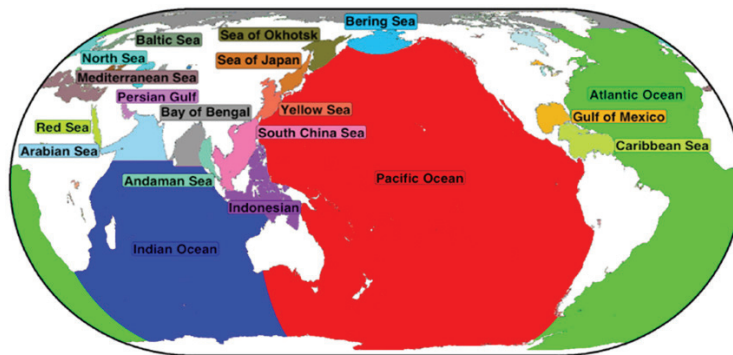 Bering Sea
Sea of Okhotsk
Baltic Sea
North Sea
Sea of Japan
Mediterranean Sea
Persian Gulf
Atlantic Ocean
Bay of Bengal
Yellow Sea
Gulf of Mexico
Red Sea
South China Sea
Caribbean Sea
Arabian Sea
Andaman Sea
Pacific Ocean
Indonesian
Indian Ocean